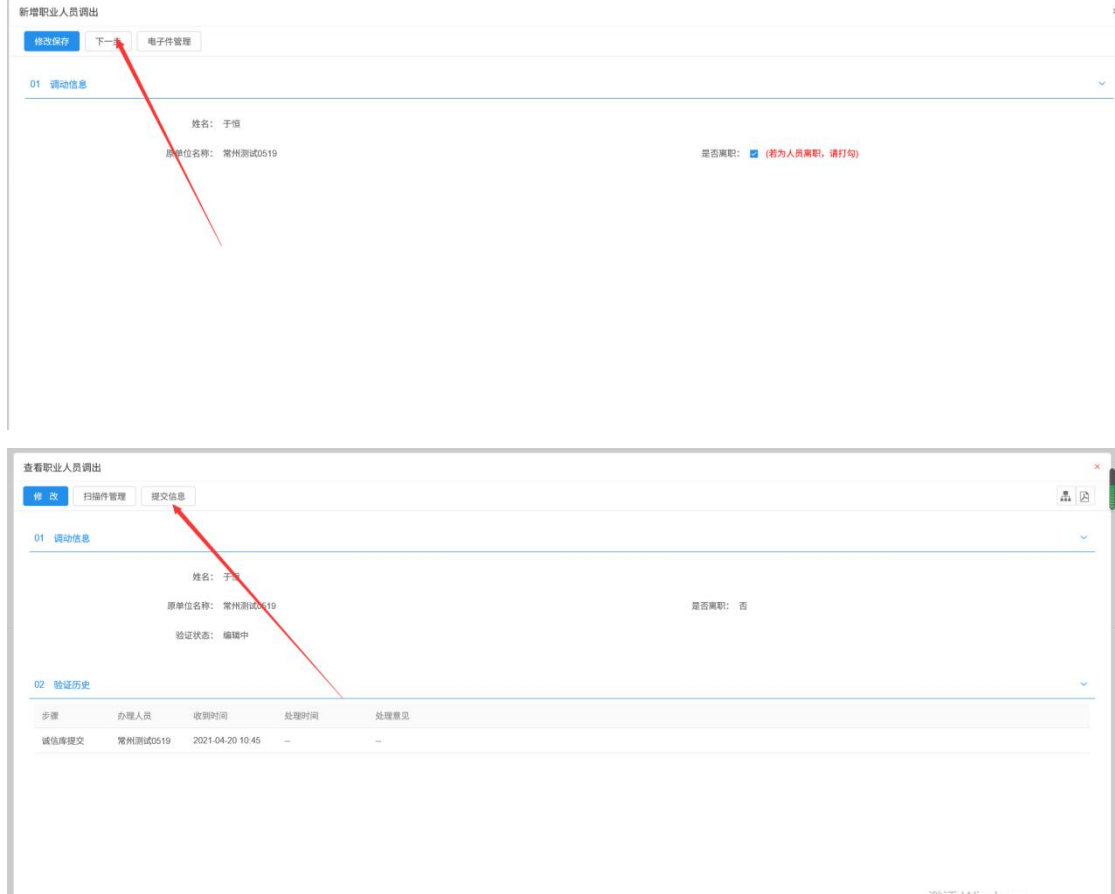 新增职业人员调出
修改保存 下一步 电子件管理
01 调动信息
姓名： 于恒
原单位名称： 常州测试0519 是否离职： (若为人员离职，请打勾)
查看职业人员调出 ×
修 改 扫描件管理 提交信息
01 调动信息
姓名： 于恒
原单位名称： 常州测试0519 是否离职： 否
验证状态： 编辑中
02 验证历史
步骤 办理人员 收到时间 处理时间 处理意见
诚信库提交 常州测试0519 2021-04-20 10:45 -- --